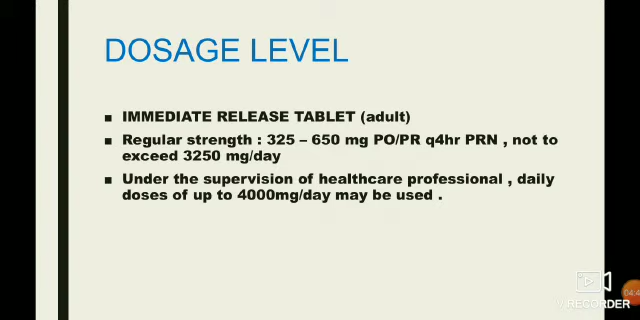 DOSAGE LEVEL
IMMEDIATE RELEASE TABLET (adult)
Regular strength : 325 – 650 mg PO/PR q4hr PRN , not to
exceed 3250 mg/day
Under the supervision of healthcare professional , daily
doses of up to 4000mg/day may be used .
RECORDER